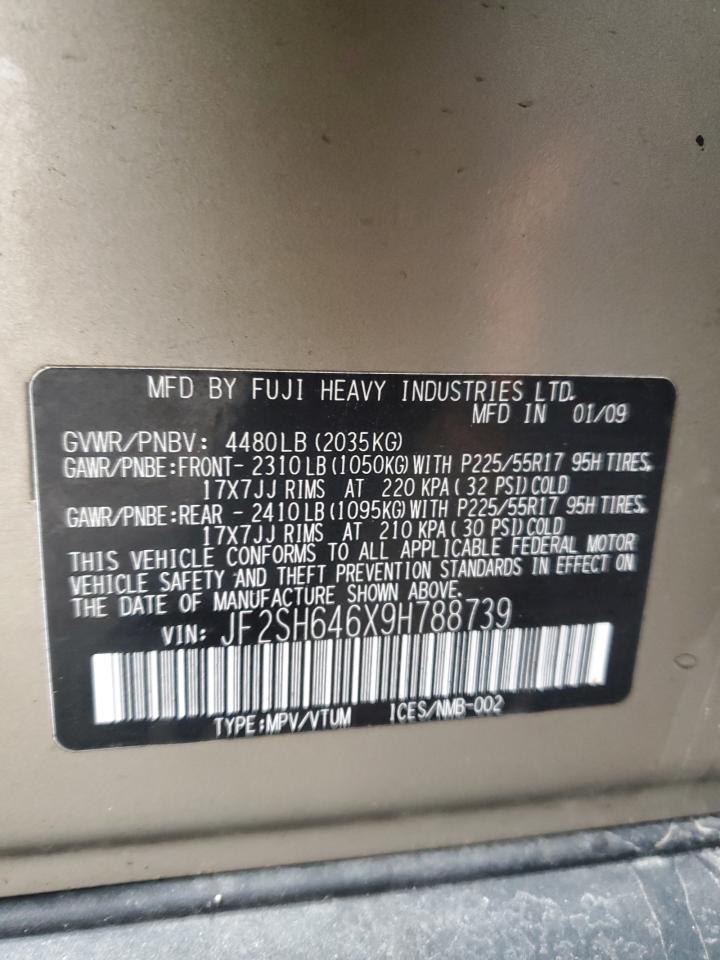 MFD BY FUJI HEAVY INDUSTRIES LTD.
MFD IN 01/09
GVWR/PNBV: 4480LB (2035KG)
GAWR/PNBE:FRONT- 2310LB (1050KG) WITH P225/55R17 95H TIRES,
17X7JJ RIMS AT 220 KPA( 32 PSI) COLD
GAWR/PNBE:REAR - 2410LB (1095KG) WITH P225/55R17 95H TIRES,
17X7JJ RIMS AT 210 KPA( 30 PSI) COLD
THIS VEHICLE CONFORMS TO ALL APPLICABLE FEDERAL MOTOR
VEHICLE SAFETY AND THEFT PREVENTION STANDARDS IN EFFECT ON
THE DATE OF MANUFACTURE SHOWN ABOVE.
VIN: JF2SH646X9H788739
TYPE:MPV/VTUM ICES/NMB-002